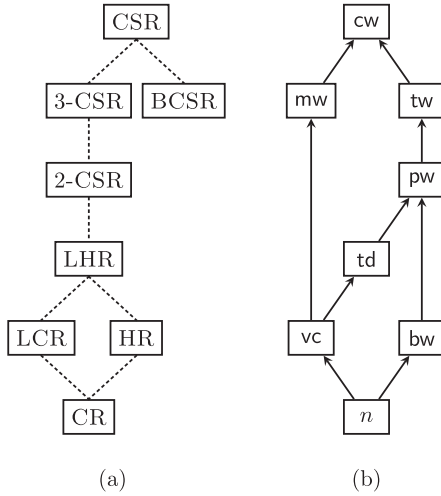 CSR
3-CSR
BCSR
2-CSR
LHR
LCR
HR
CR
(a)
cw
mw
tw
pw
td
vc
bw
n
(b)